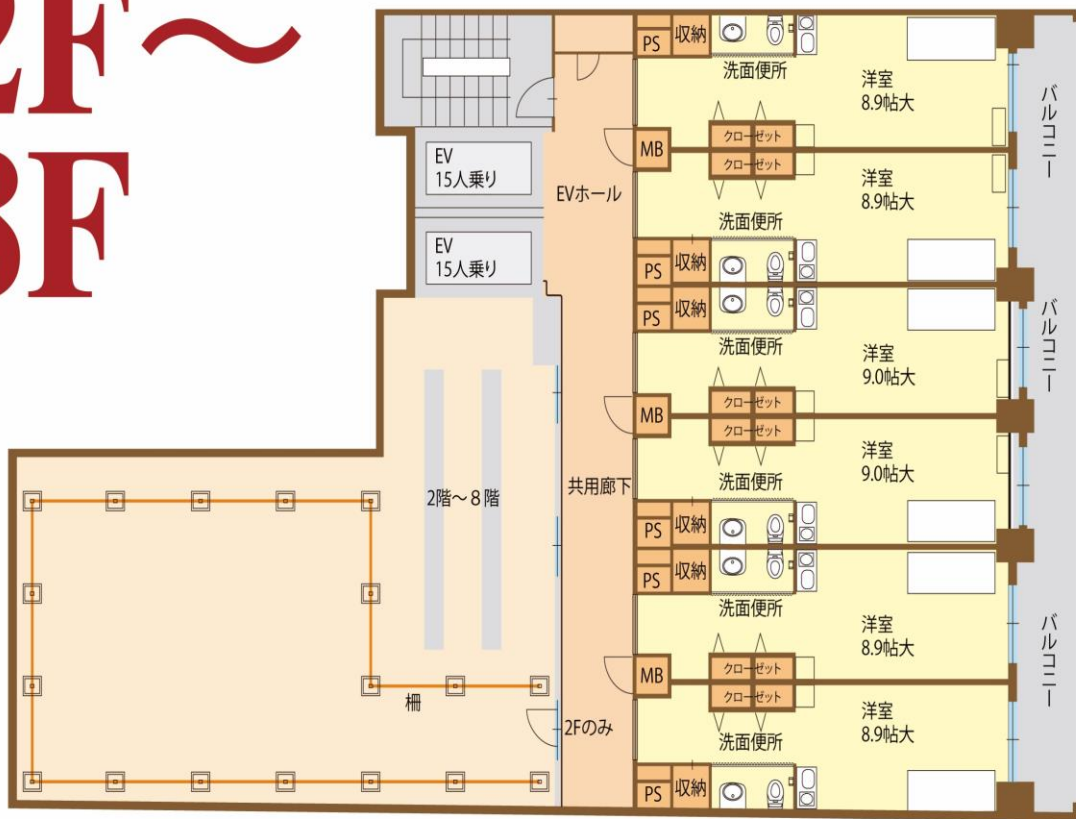 2F～
8F
PS
収納
洗面便所
洋室
8.9帖大
バルコニー
EV
15人乗り
EVホール
MB
クローゼット
クローゼット
洋室
8.9帖大
洗面便所
EV
15人乗り
PS
収納
PS
収納
洗面便所
洋室
9.0帖大
バルコニー
MB
クローゼット
クローゼット
洋室
9.0帖大
洗面便所
2階～8階
共用廊下
PS
収納
PS
収納
洗面便所
洋室
8.9帖大
バルコニー
MB
クローゼット
クローゼット
柵
2Fのみ
洋室
8.9帖大
洗面便所
PS
収納